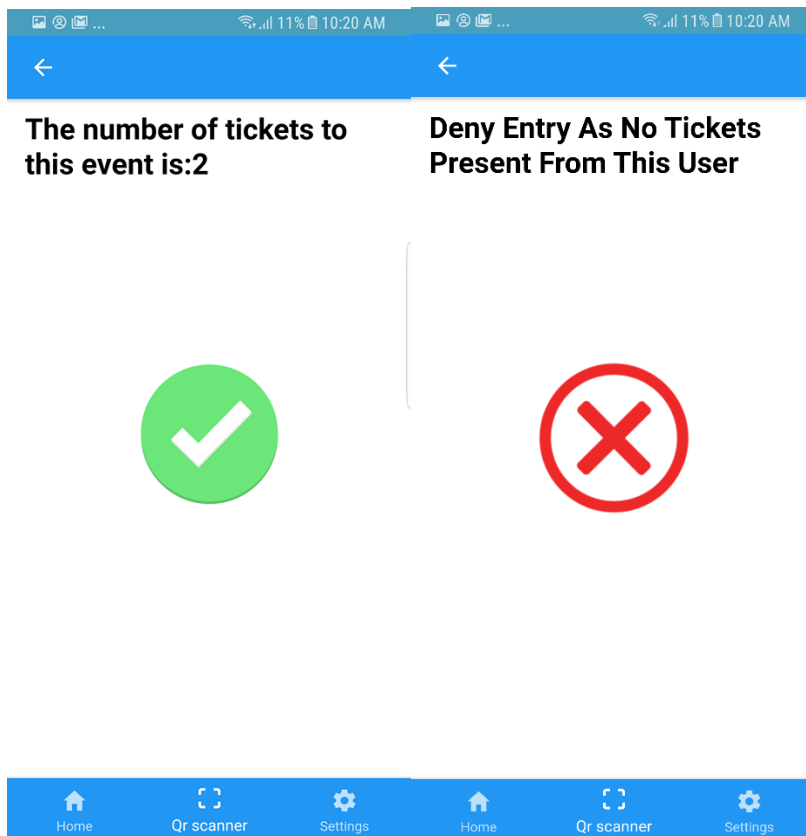 ... 11% 10:20 AM
The number of tickets to
this event is:2
Home Qr scanner Settings
... 11% 10:20 AM
Deny Entry As No Tickets
Present From This User
Home Qr scanner Settings